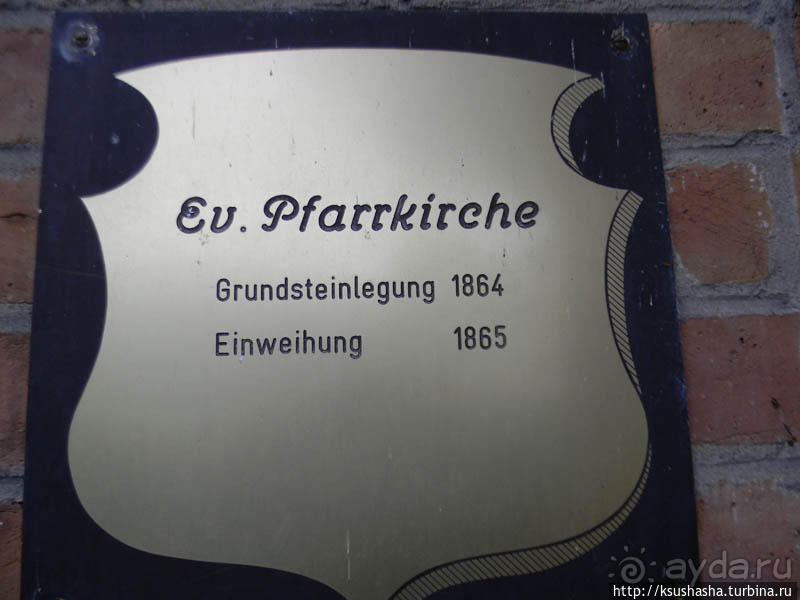 Ev. Pfarrkirche
Grundsteinlegung 1864
Einweihung 1865
ayda.ru
http://ksushasha.turbina.ru/